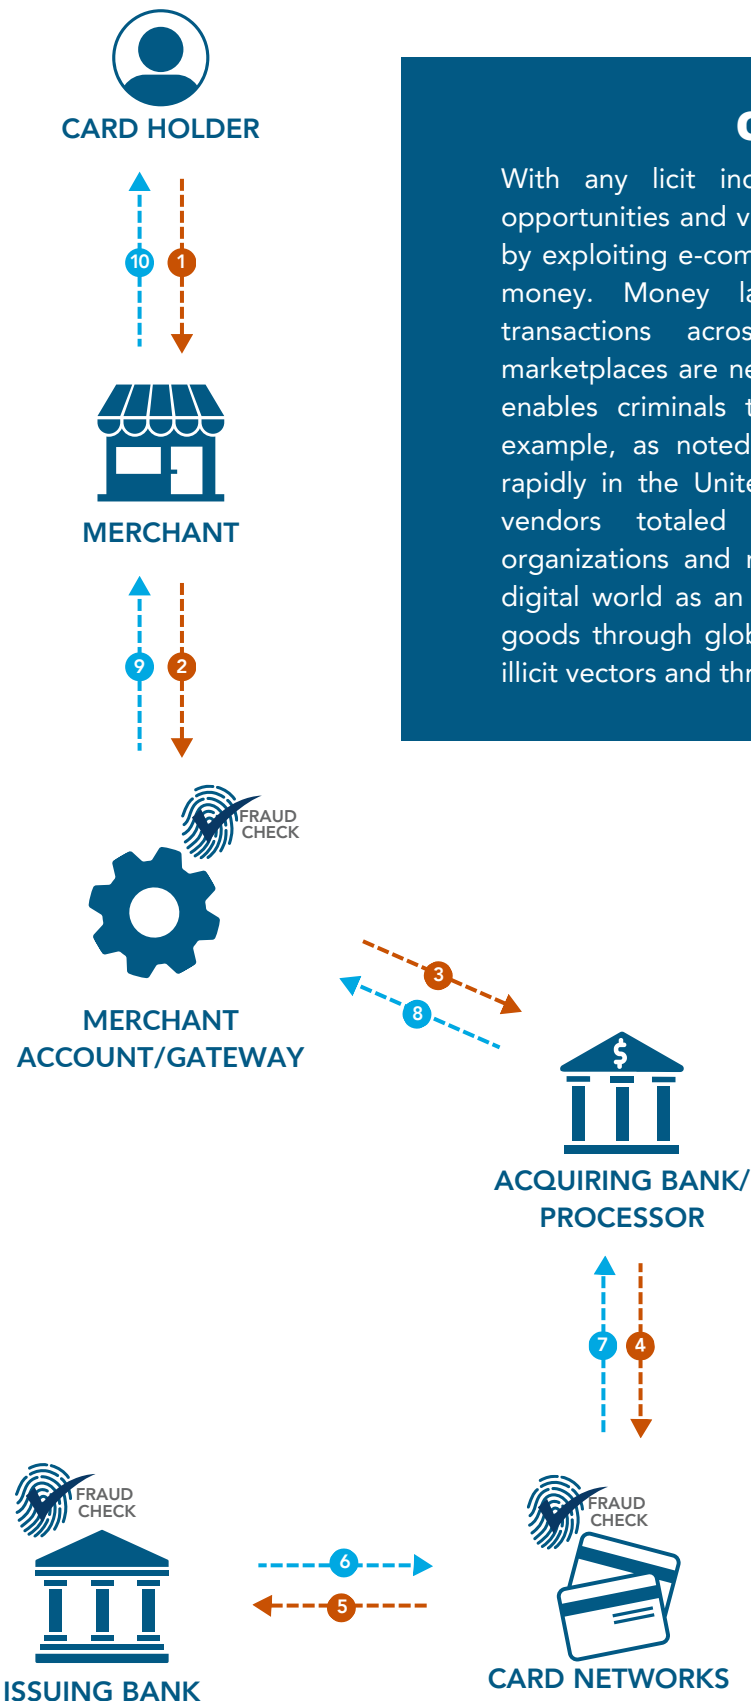 CARD HOLDER
10
1
MERCHANT
9
2
With any licit
opportunities and
by exploiting
money. Money
transactions
marketplaces are
enables criminals
example, as noted
rapidly in the
vendors totaled
organizations and
digital world as an
goods through
illicit vectors and
FRAUD
CHECK
MERCHANT
ACCOUNT/GATEWAY
3
8
$
ACQUIRING BANK/
PROCESSOR
7
4
FRAUD
CHECK
ISSUING BANK
6
5
FRAUD
CHECK
CARD NETWORKS